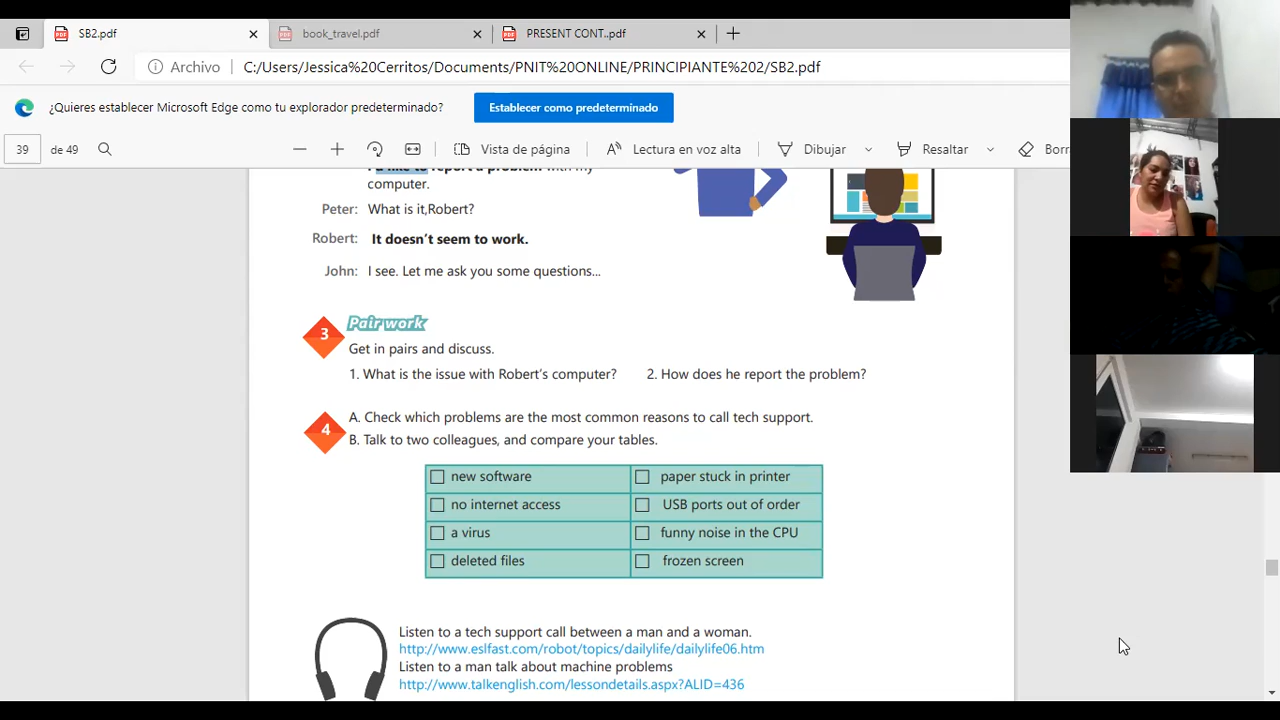 SB2.pdf
book_travel.pdf
PRESENT CONT..pdf
Archivo
C:/Users/Jessica%20Cerritos/Documents/PNIT%20ONLINE/PRINCIPIANTE%202/SB2.pdf
¿Quieres establecer Microsoft Edge como tu explorador predeterminado?
Establecer como predeterminado
39
de 49
Vista de página
Lectura en voz alta
Dibujar
Resaltar
Borr
I'd like to report a problem with my
computer.
Peter: What is it,Robert?
Robert: It doesn't seem to work.
John: I see. Let me ask you some questions...
3
Pair work
Get in pairs and discuss.
1. What is the issue with Robert's computer? 2. How does he report the problem?
4
A. Check which problems are the most common reasons to call tech support.
B. Talk to two colleagues, and compare your tables.
new software
paper stuck in printer
no internet access
USB ports out of order
a virus
funny noise in the CPU
deleted files
frozen screen
Listen to a tech support call between a man and a woman.
http://www.eslfast.com/robot/topics/dailylife/dailylife06.htm
Listen to a man talk about machine problems
http://www.talkenglish.com/lessondetails.aspx?ALID=436